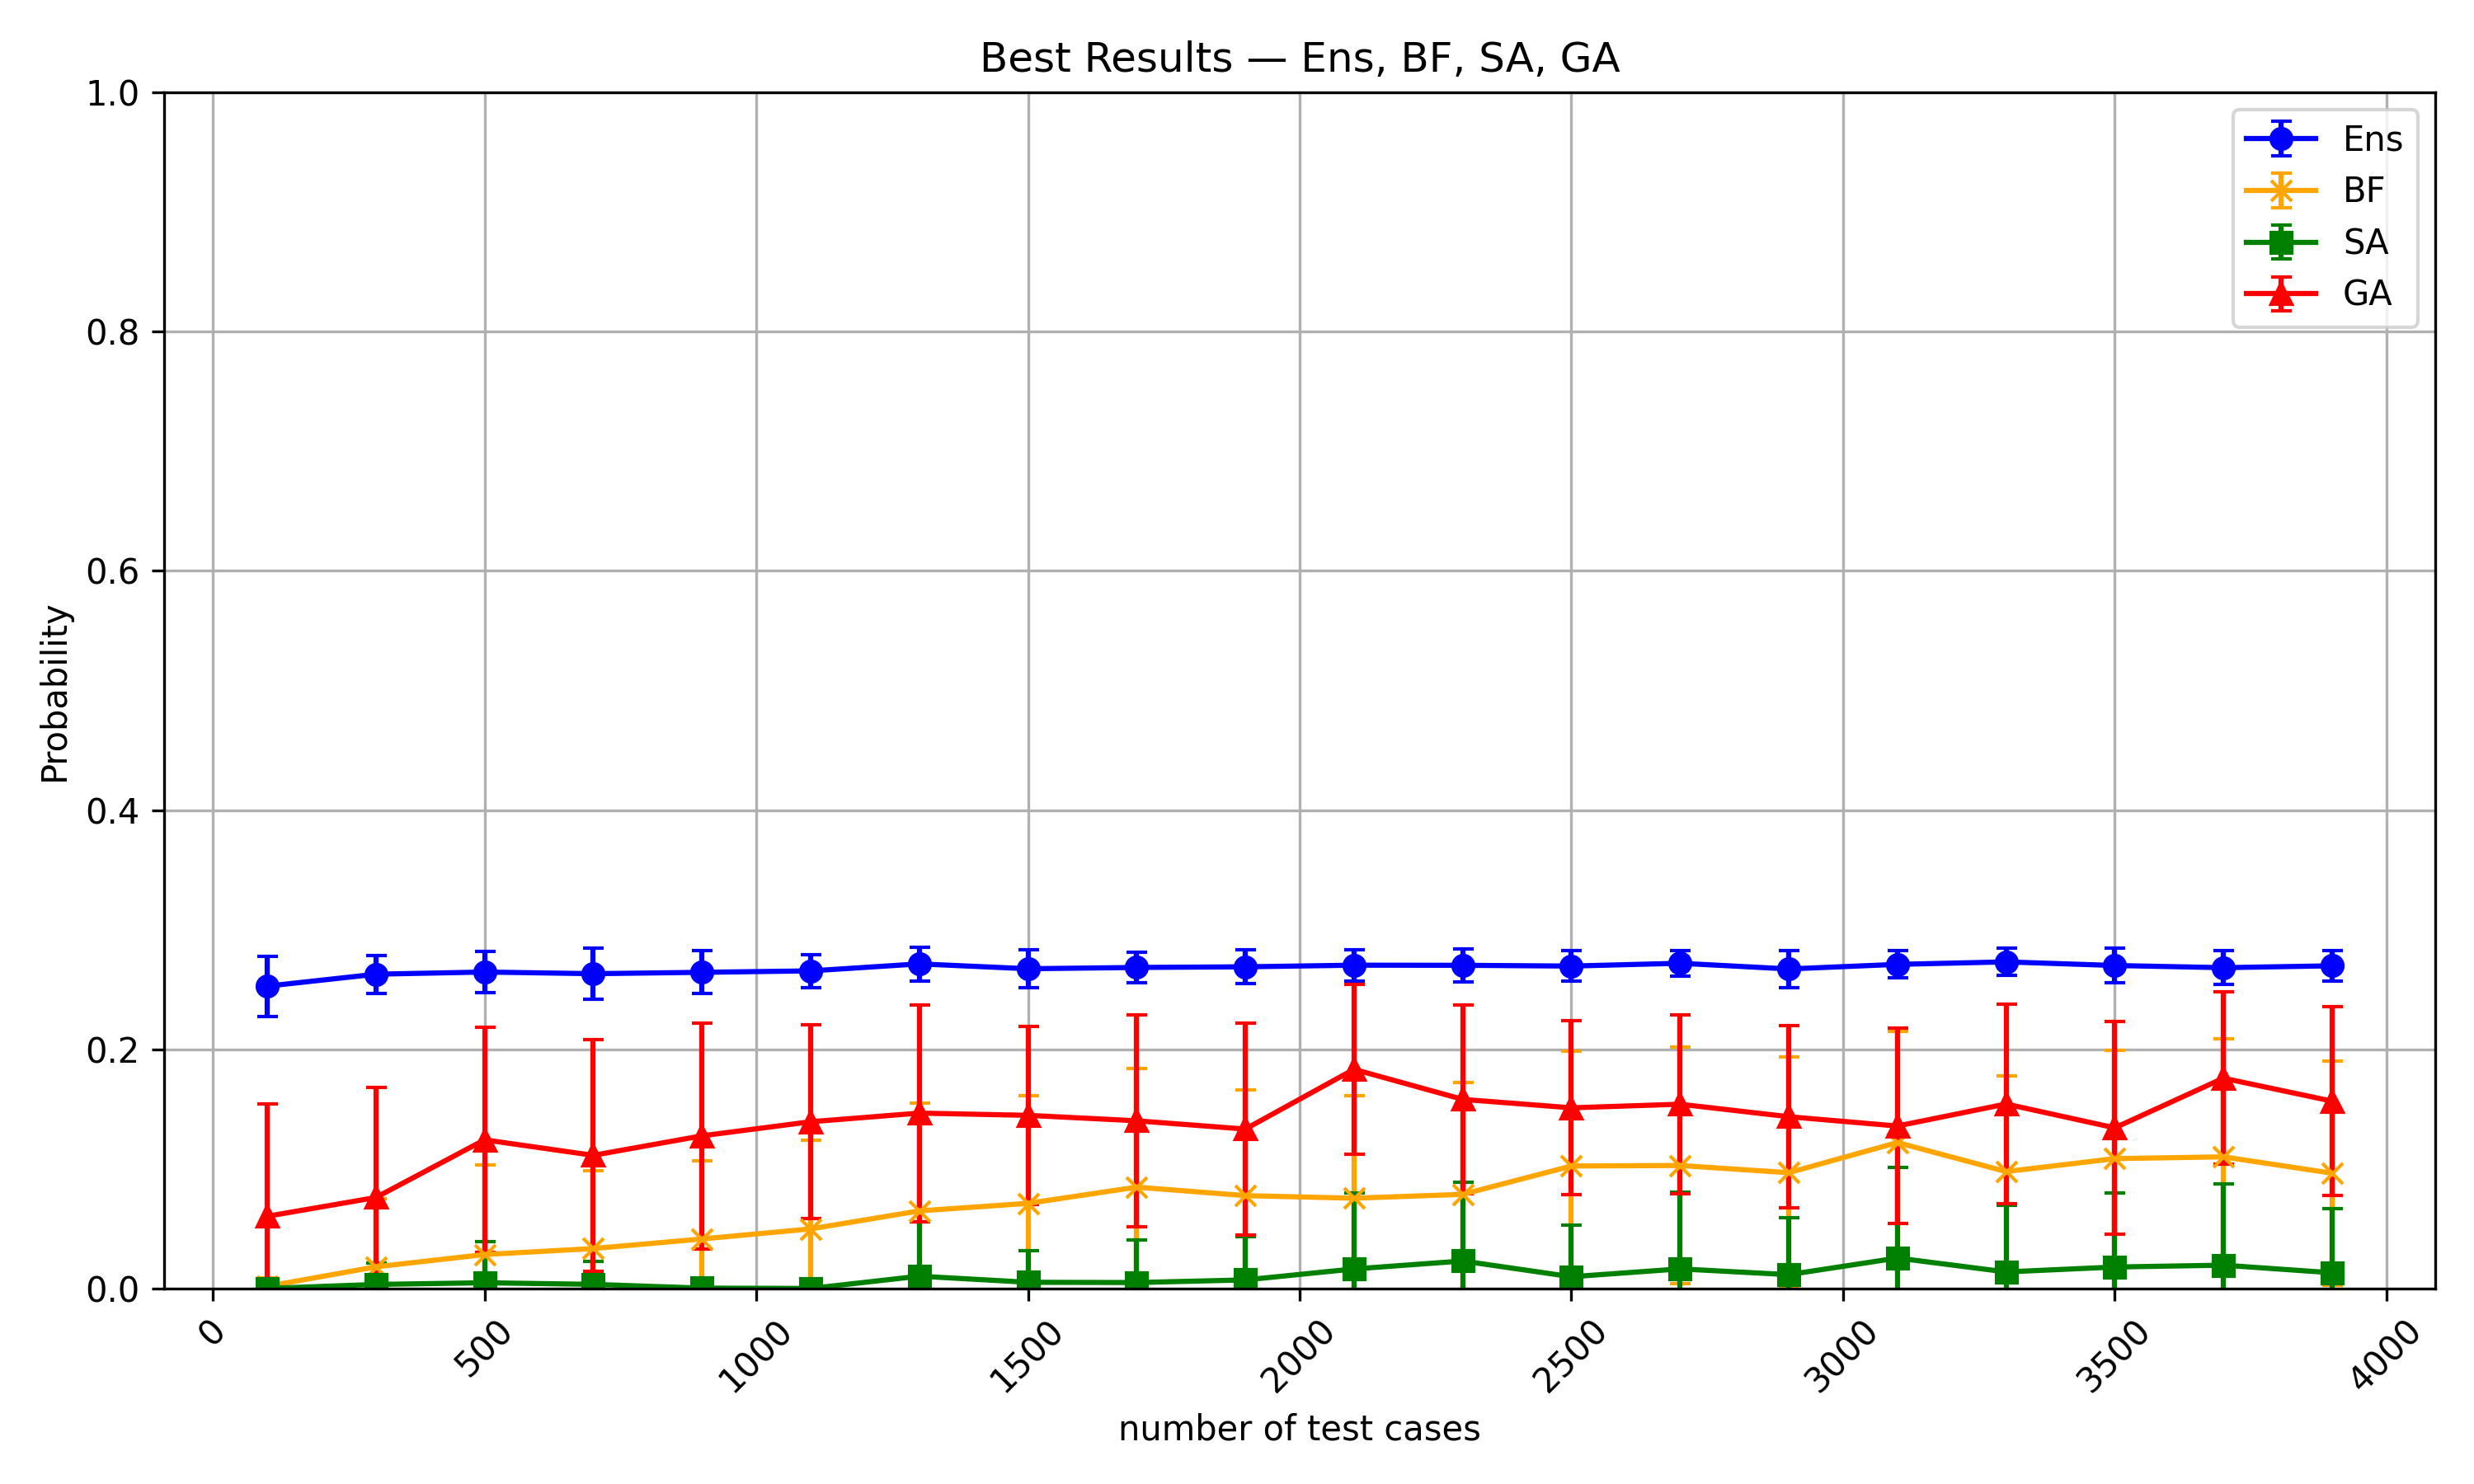 Best Results — Ens, BF, SA, GA
1.0
0.8
0.6
0.4
0.2
0.0
Probability
Ens
BF
SA
GA
0
500
1000
1500
2000
2500
3000
3500
4000
number of test cases